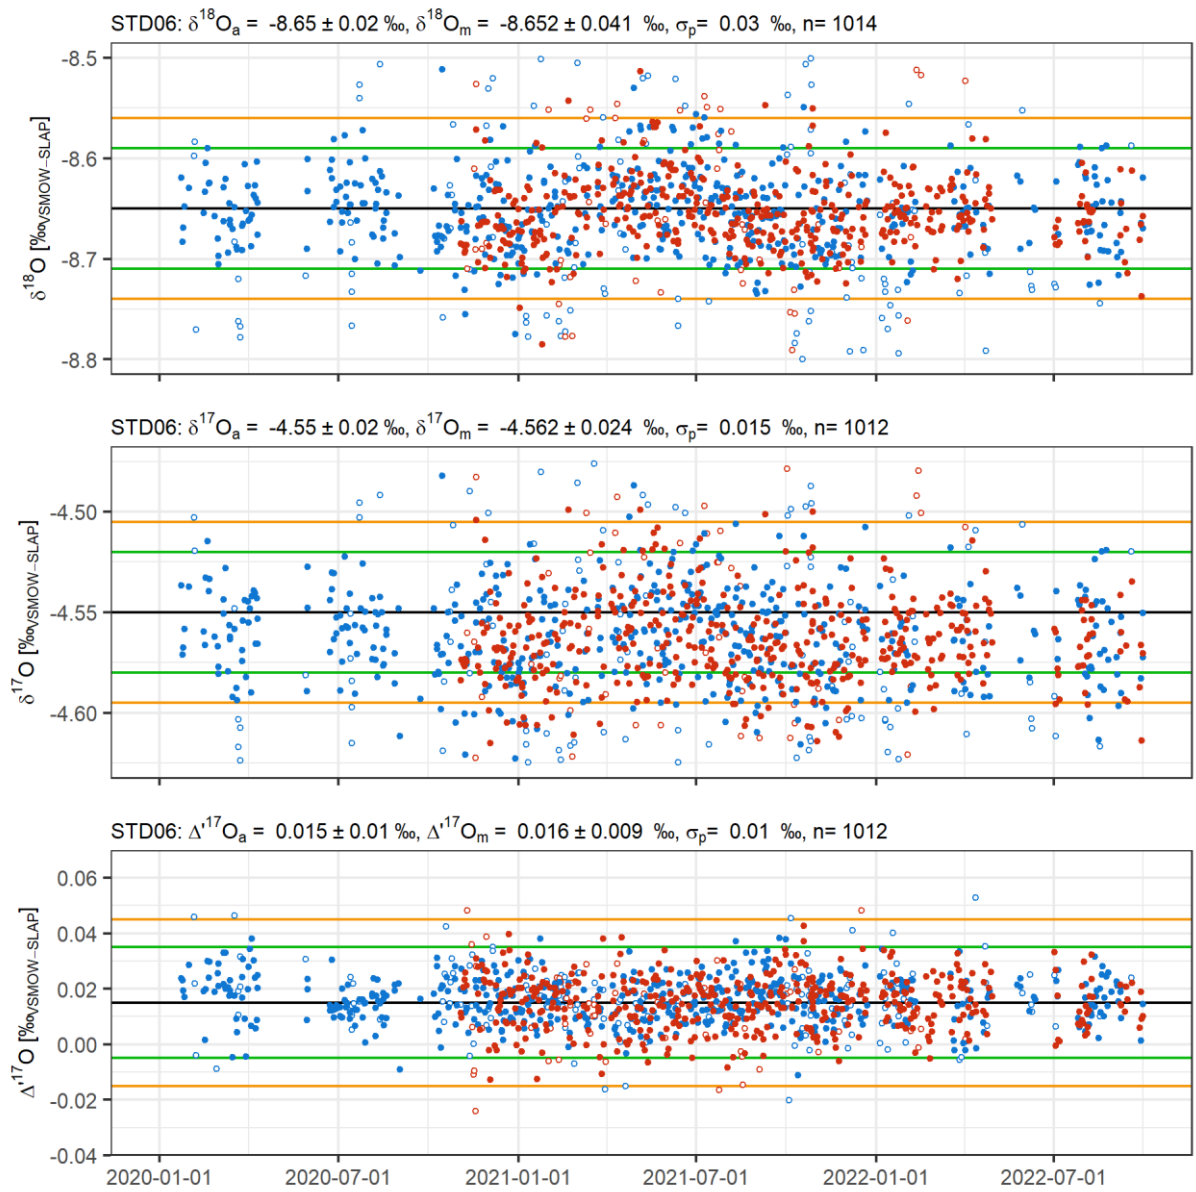 STD06: δ¹⁸Oₐ = -8.65 ± 0.02 ‰, δ¹⁸Oₘ = -8.652 ± 0.041 ‰, σₚ= 0.03 ‰, n= 1014
δ¹⁸O [‰VSMOW−SLAP]
-8.5
-8.6
-8.7
-8.8
STD06: δ¹⁷Oₐ = -4.55 ± 0.02 ‰, δ¹⁷Oₘ = -4.562 ± 0.024 ‰, σₚ= 0.015 ‰, n= 1012
δ¹⁷O [‰VSMOW−SLAP]
-4.50
-4.55
-4.60
STD06: Δ'¹⁷Oₐ = 0.015 ± 0.01 ‰, Δ'¹⁷Oₘ = 0.016 ± 0.009 ‰, σₚ= 0.01 ‰, n= 1012
Δ'¹⁷O [‰VSMOW−SLAP]
0.06
0.04
0.02
0.00
-0.02
-0.04
2020-01-01 2020-07-01 2021-01-01 2021-07-01 2022-01-01 2022-07-01